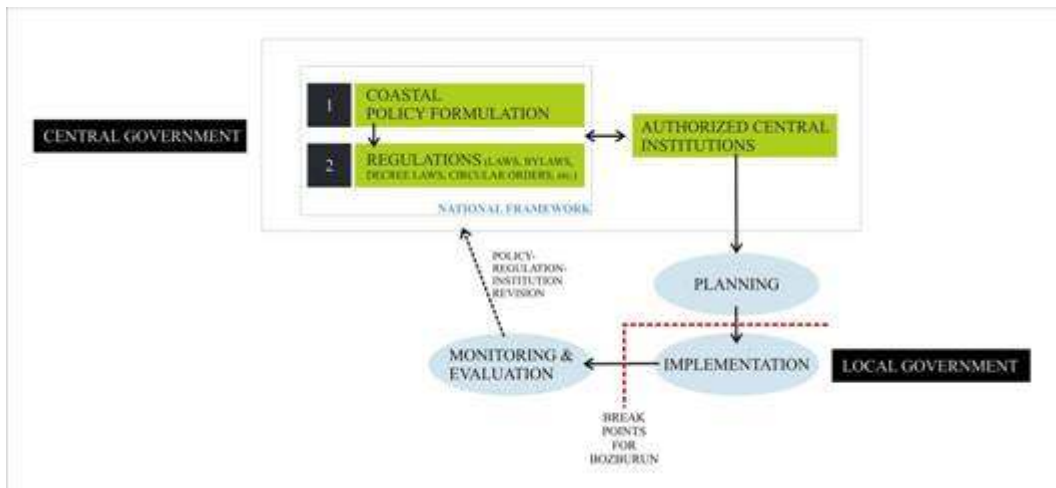 CENTRAL GOVERNMENT
1
COASTAL
POLICY FORMULATION
2
REGULATIONS (LAWS, BYLAWS,
DECREE LAWS, CIRCULAR ORDERS, etc.)
NATIONAL FRAMEWORK
AUTHORIZED CENTRAL
INSTITUTIONS
POLICY-
REGULATION-
INSTITUTION
REVISION
PLANNING
MONITORING &
EVALUATION
IMPLEMENTATION
LOCAL GOVERNMENT
BREAK
POINTS
FOR
BOZBURUN